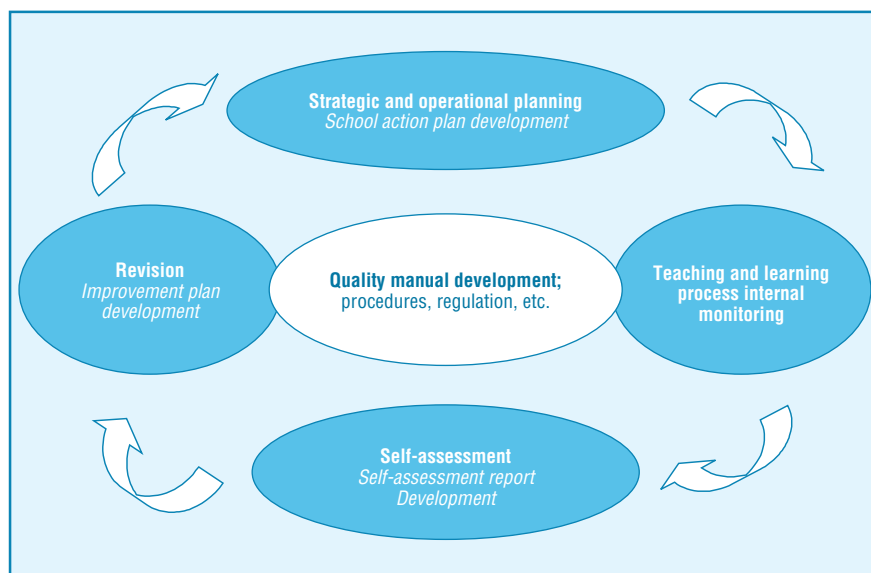 Strategic and operational planning
School action plan development
Revision
Improvement plan
development
Quality manual development;
procedures, regulation, etc.
Teaching and learning
process internal
monitoring
Self-assessment
Self-assessment report
Development